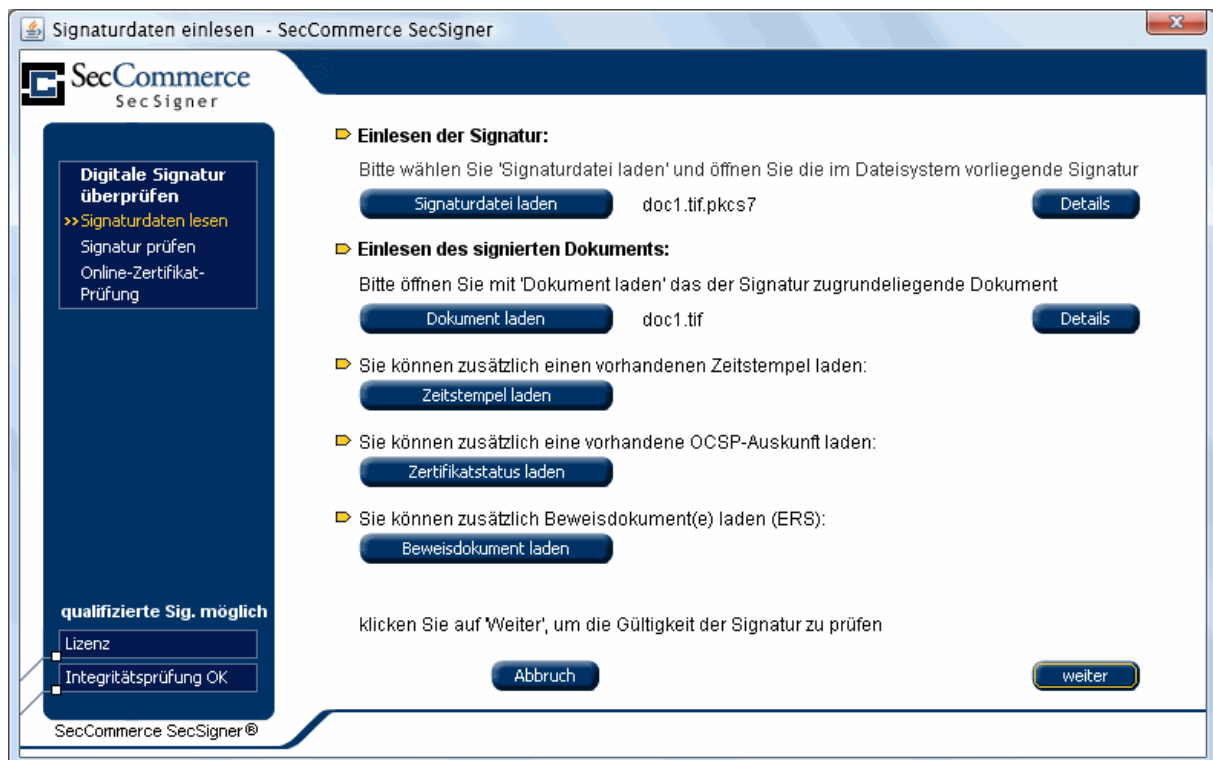 Signaturdaten einlesen - SecCommerce SecSigner
SecCommerce
SecSigner
Digitale Signatur
überprüfen
>>Signaturdaten lesen
Signatur prüfen
Online-Zertifikat-
Prüfung
qualifizierte Sig. möglich
Lizenz
Integritätsprüfung OK
SecCommerce SecSigner®
Einlesen der Signatur:
Bitte wählen Sie 'Signaturdatei laden' und öffnen Sie die im Dateisystem vorliegende Signatur
Signaturdatei laden doc1.tif.pkcs7 Details
Einlesen des signierten Dokuments:
Bitte öffnen Sie mit 'Dokument laden' das der Signatur zugrundeliegende Dokument
Dokument laden doc1.tif Details
Sie können zusätzlich einen vorhandenen Zeitstempel laden:
Zeitstempel laden
Sie können zusätzlich eine vorhandene OCSP-Auskunft laden:
Zertifikatstatus laden
Sie können zusätzlich Beweisdokument(e) laden (ERS):
Beweisdokument laden
klicken Sie auf 'Weiter', um die Gültigkeit der Signatur zu prüfen
Abbruch weiter